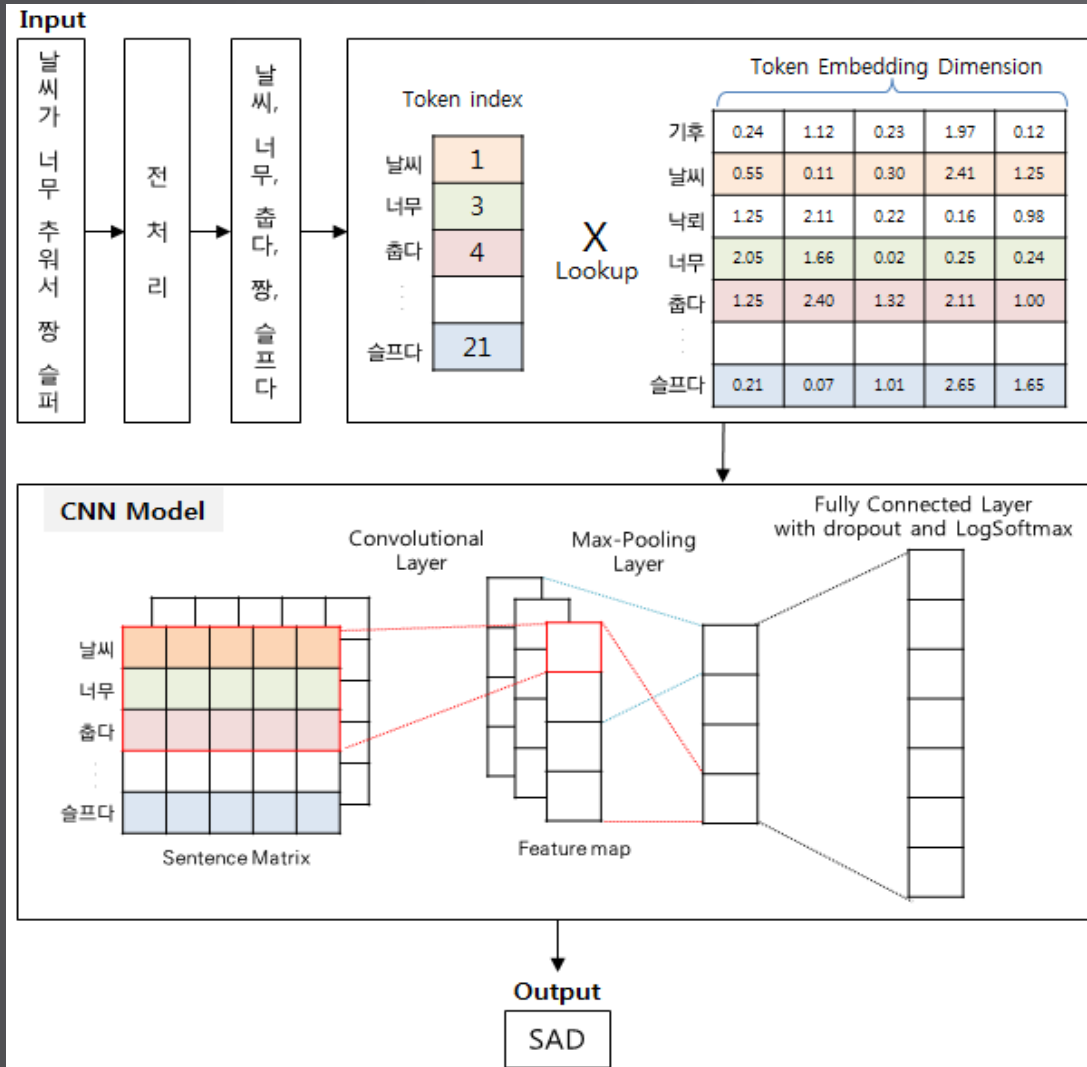 Input
날씨가 너무 추워서 짱 슬퍼
전처리
날씨, 너무, 춥다, 짱, 슬프다
Token index
날씨 1
너무 3
춥다 4
⋮
슬프다 21
X
Lookup
Token Embedding Dimension
기후 0.24 1.12 0.23 1.97 0.12
날씨 0.55 0.11 0.30 2.41 1.25
낙뢰 1.25 2.11 0.22 0.16 0.98
너무 2.05 1.66 0.02 0.25 0.24
춥다 1.25 2.40 1.32 2.11 1.00
⋮
슬프다 0.21 0.07 1.01 2.65 1.65
CNN Model
Convolutional
Layer
Max-Pooling
Layer
Fully Connected Layer
with dropout and LogSoftmax
날씨
너무
춥다
⋮
슬프다
Sentence Matrix
Feature map
Output
SAD